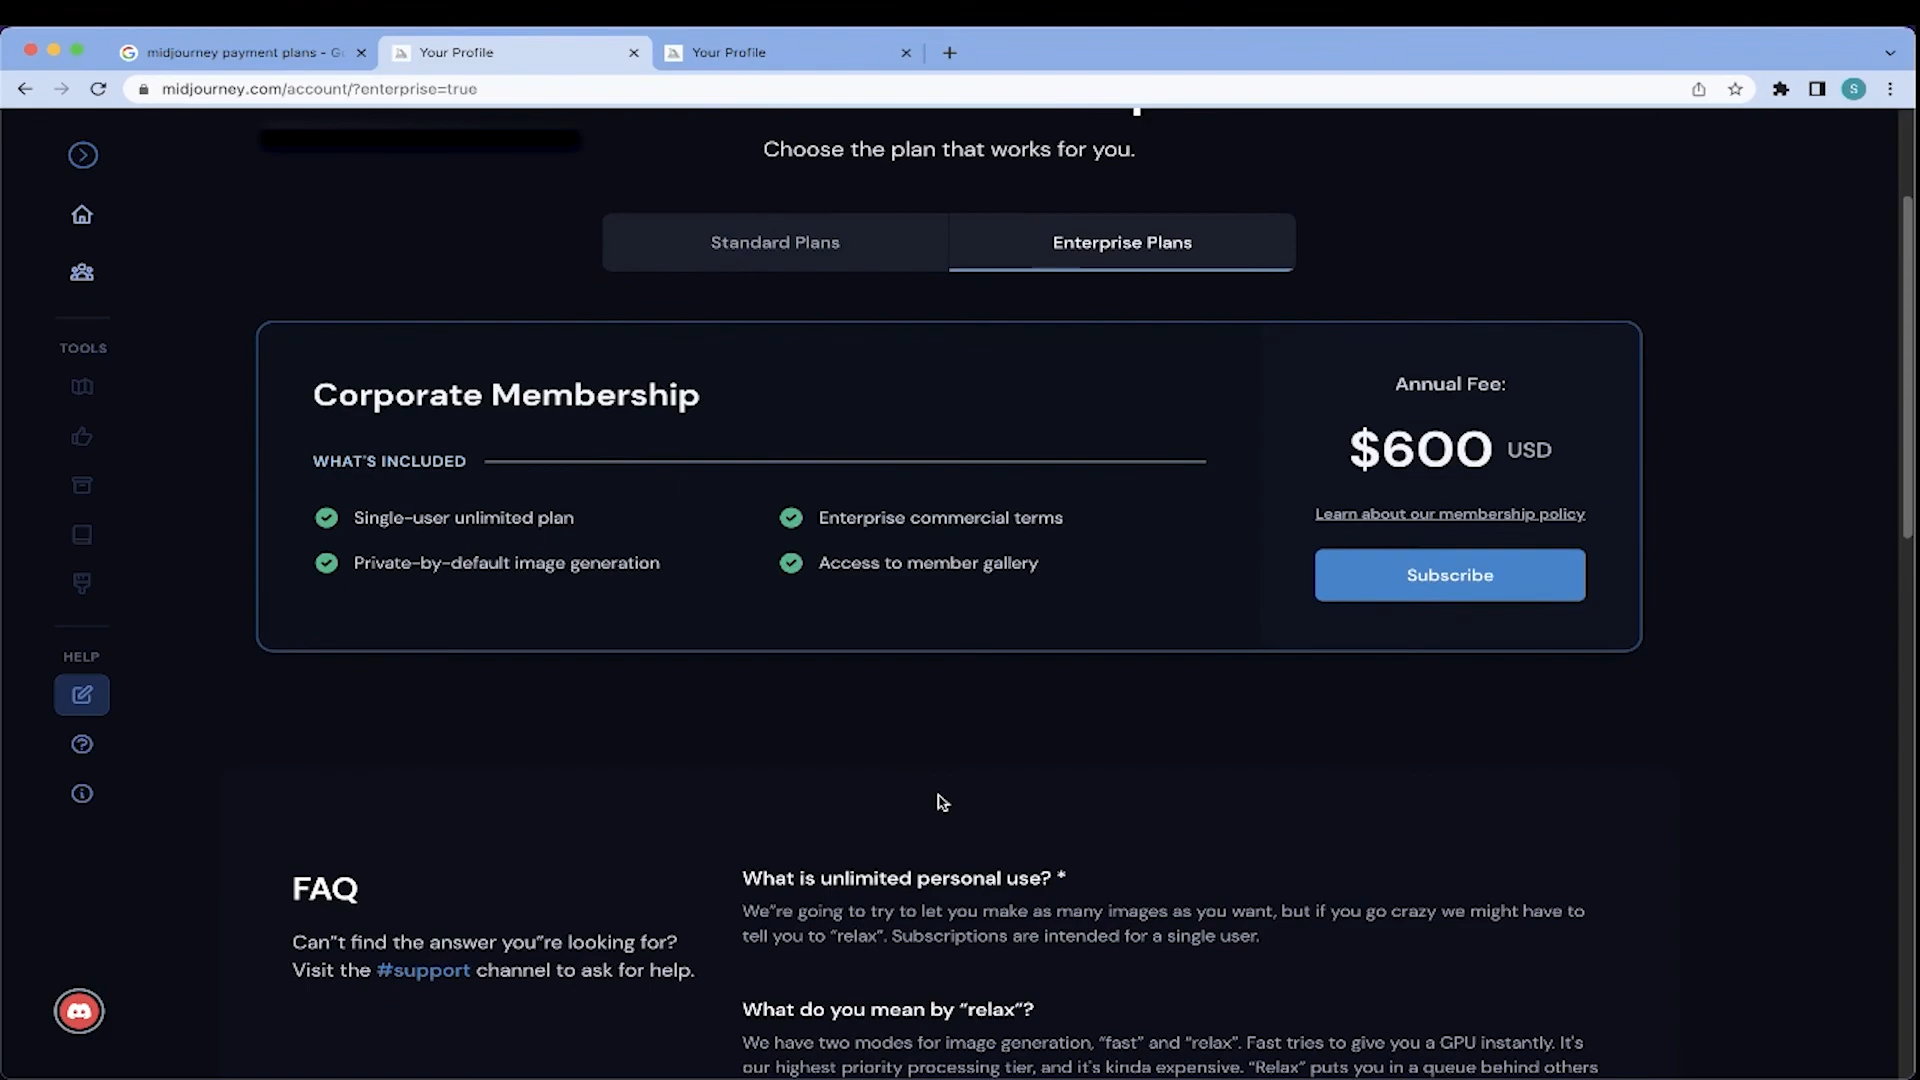 midjourney payment plans - Go
Your Profile
Your Profile
midjourney.com/account/?enterprise=true
S
Choose the plan that works for you.
Standard Plans
Enterprise Plans
TOOLS
Corporate Membership
WHAT'S INCLUDED
Single-user unlimited plan
Enterprise commercial terms
Private-by-default image generation
Access to member gallery
Annual Fee:
$600 USD
Learn about our membership policy
Subscribe
HELP
FAQ
Can"t find the answer you"re looking for?
Visit the #support channel to ask for help.
What is unlimited personal use? *
We"re going to try to let you make as many images as you want, but if you go crazy we might have to
tell you to “relax”. Subscriptions are intended for a single user.
What do you mean by “relax”?
We have two modes for image generation, “fast” and “relax”. Fast tries to give you a GPU instantly. It's
our highest priority processing tier, and it's kinda expensive. “Relax” puts you in a queue behind others